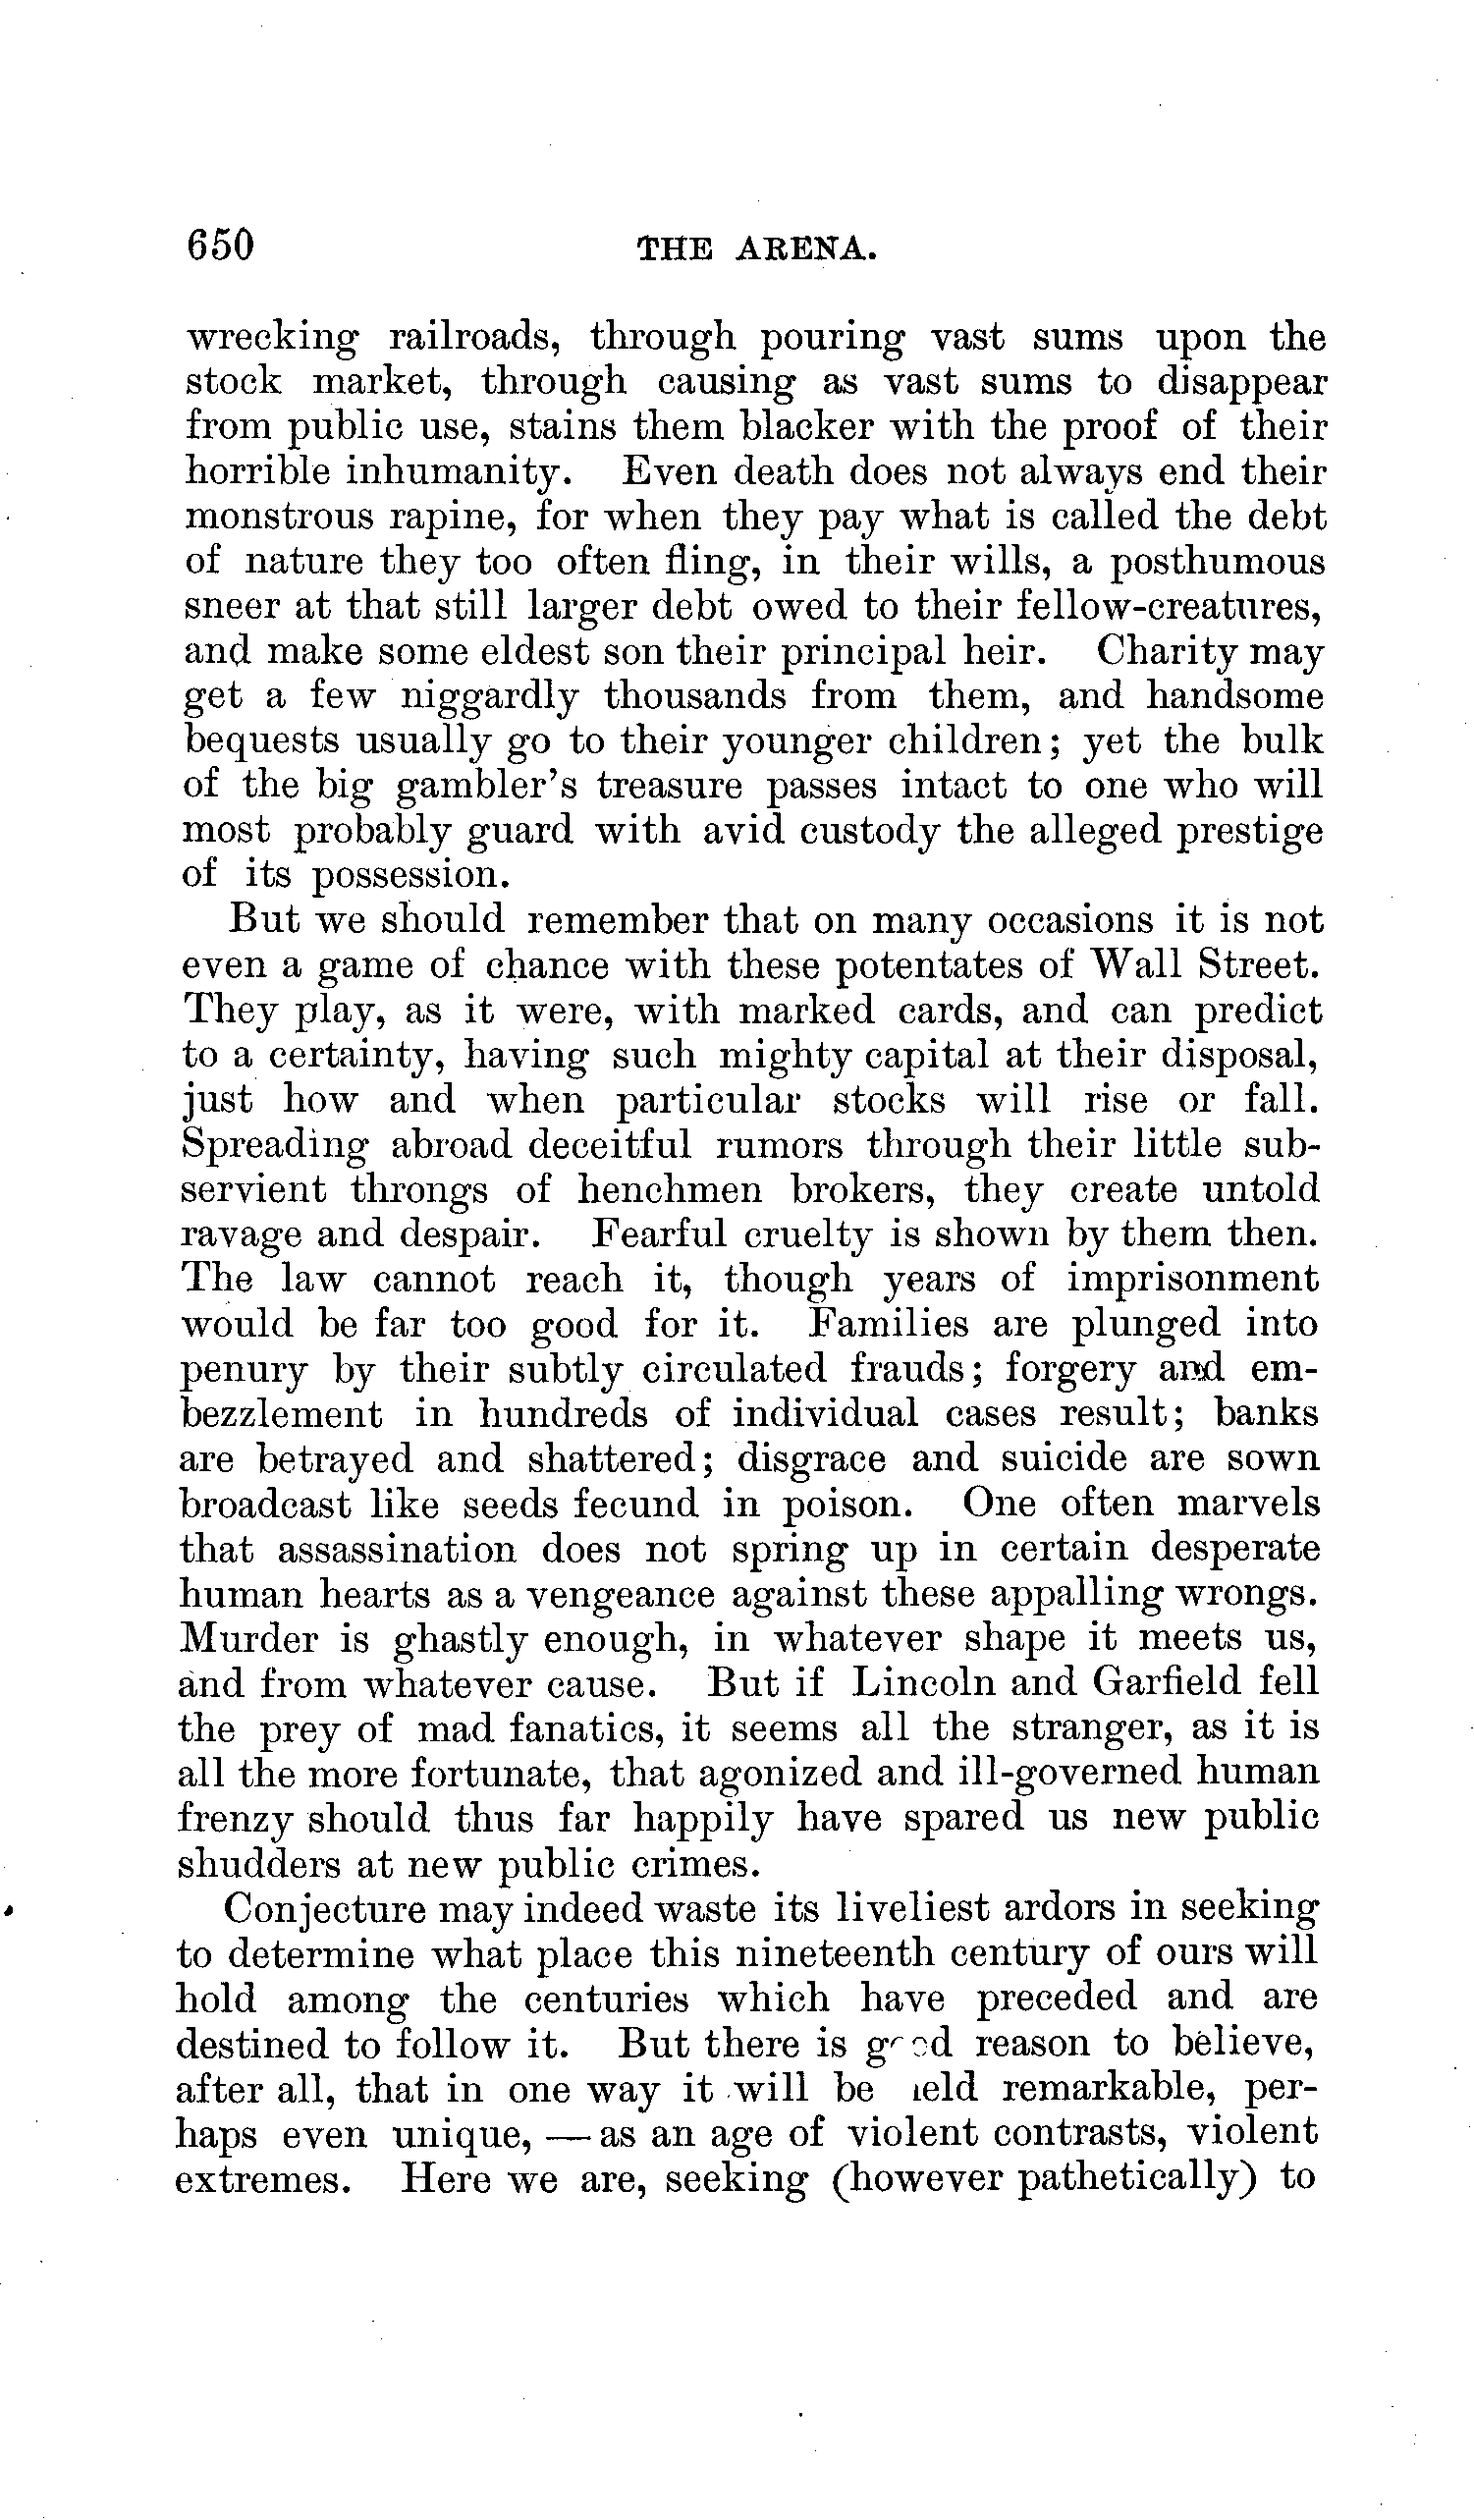 650 THE ARENA.
wrecking railroads, through pouring vast sums upon the
stock market, through causing as vast sums to disappear
from public use, stains them blacker with the proof of their
horrible inhumanity. Even death does not always end their
monstrous rapine, for when they pay what is called the debt
of nature they too often fling, in their wills, a posthumous
sneer at that still larger debt owed to their fellow-creatures,
and make some eldest son their principal heir. Charity may
get a few niggardly thousands from them, and handsome
bequests usually go to their younger children; yet the bulk
of the big gambler's treasure passes intact to one who will
most probably guard with avid custody the alleged prestige
of its possession.
But we should remember that on many occasions it is not
even a game of chance with these potentates of Wall Street.
They play, as it were, with marked cards, and can predict
to a certainty, having such mighty capital at their disposal,
just how and when particular stocks will rise or fall.
Spreading abroad deceitful rumors through their little sub-
servient throngs of henchmen brokers, they create untold
ravage and despair. Fearful cruelty is shown by them then.
The law cannot reach it, though years of imprisonment
would be far too good for it. Families are plunged into
penury by their subtly circulated frauds; forgery and em-
bezzlement in hundreds of individual cases result; banks
are betrayed and shattered; disgrace and suicide are sown
broadcast like seeds fecund in poison. One often marvels
that assassination does not spring up in certain desperate
human hearts as a vengeance against these appalling wrongs.
Murder is ghastly enough, in whatever shape it meets us,
and from whatever cause. But if Lincoln and Garfield fell
the prey of mad fanatics, it seems all the stranger, as it is
all the more fortunate, that agonized and ill-governed human
frenzy should thus far happily have spared us new public
shudders at new public crimes.
Conjecture may indeed waste its liveliest ardors in seeking
to determine what place this nineteenth century of ours will
hold among the centuries which have preceded and are
destined to follow it. But there is good reason to believe,
after all, that in one way it will be held remarkable, per-
haps even unique, — as an age of violent contrasts, violent
extremes. Here we are, seeking (however pathetically) to